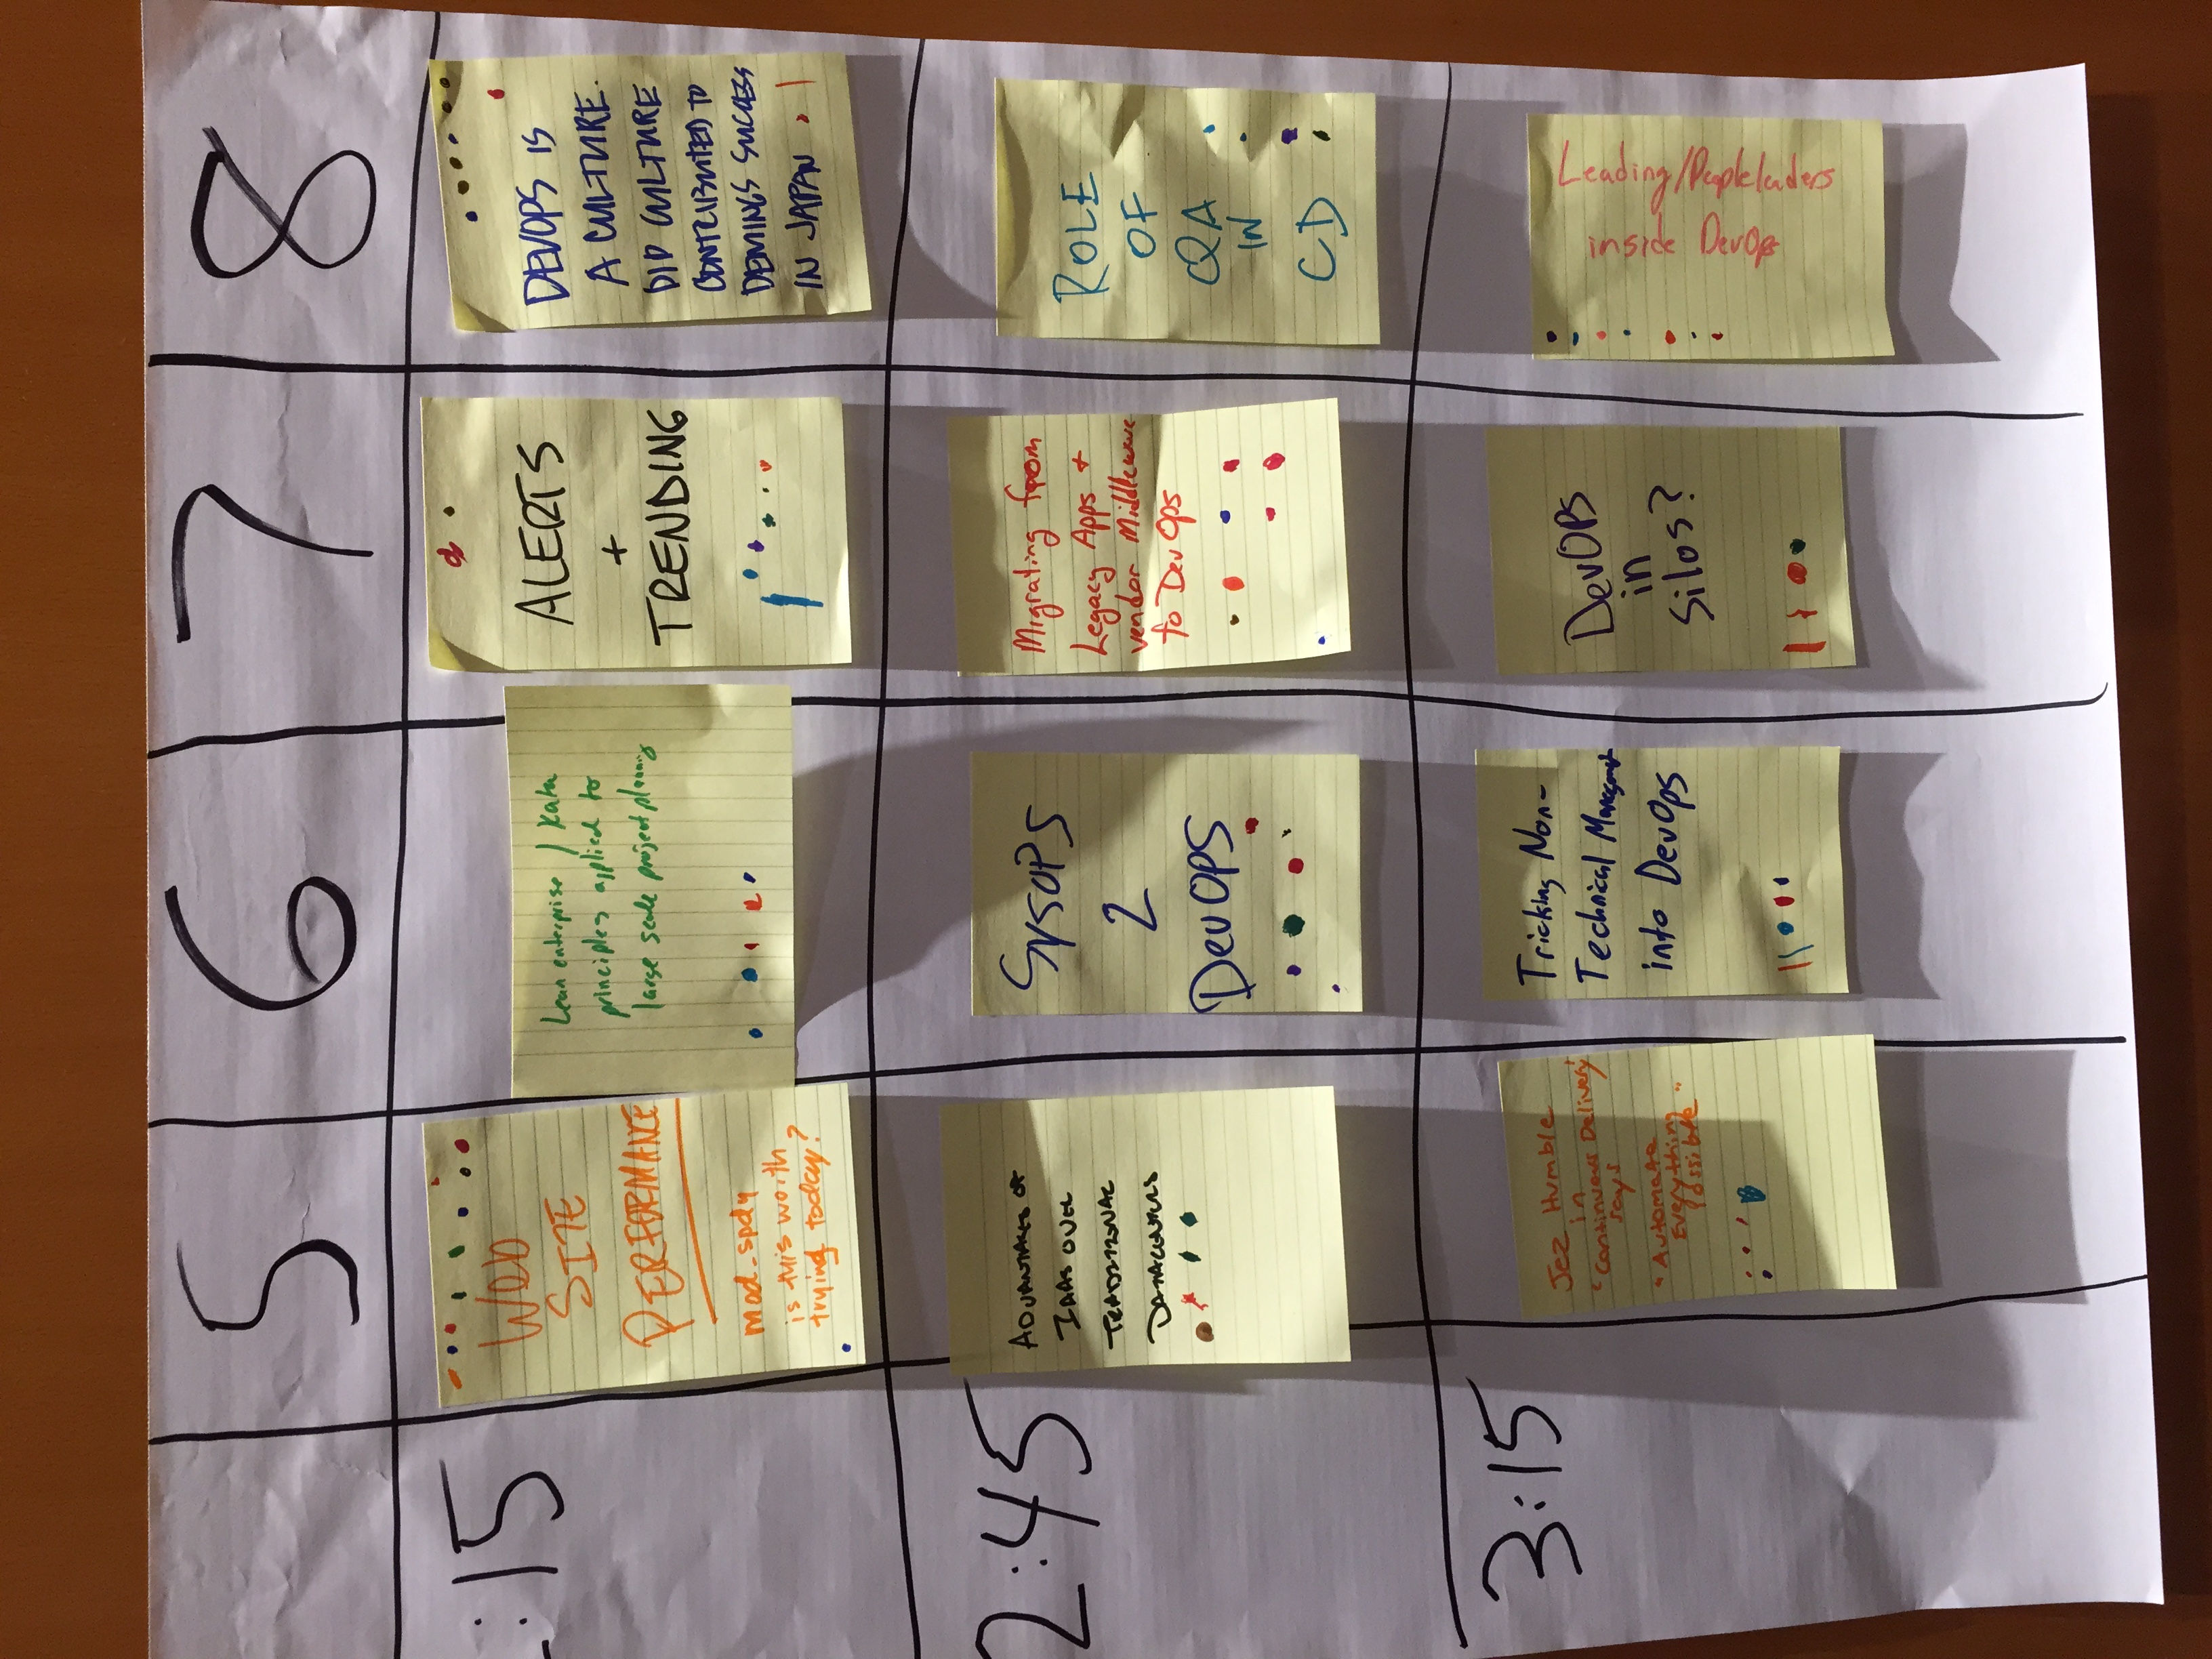 5
6
7
8
:15
Web
SITE
PERFORMANCE
mod_spdy
is this worth
trying today?
Lean enterprise / Kata
principles applied to
large scale project planning
ALERTS
+
TRENDING
DEVOPS IS
A CULTURE.
DID CULTURE
CONTRIBUTED TO
DEMINGS SUCCESS
IN JAPAN
2:45
ADVANTAGES OF
IAAS OVER
TRADITIONAL
DATACENTERS
SYSOPS
2
DevOPS
Migrating from
Legacy Apps +
vendor Middleware
to DevOps
ROLE
OF
QA
IN
CD
3:15
Jez Humble
in
"Continuous Delivery"
says
"Automate
Everything
Possible"
Tricking Non-
Technical Management
into DevOps
DevOPS
in
Silos?
Leading/Peopleleaders
inside DevOps